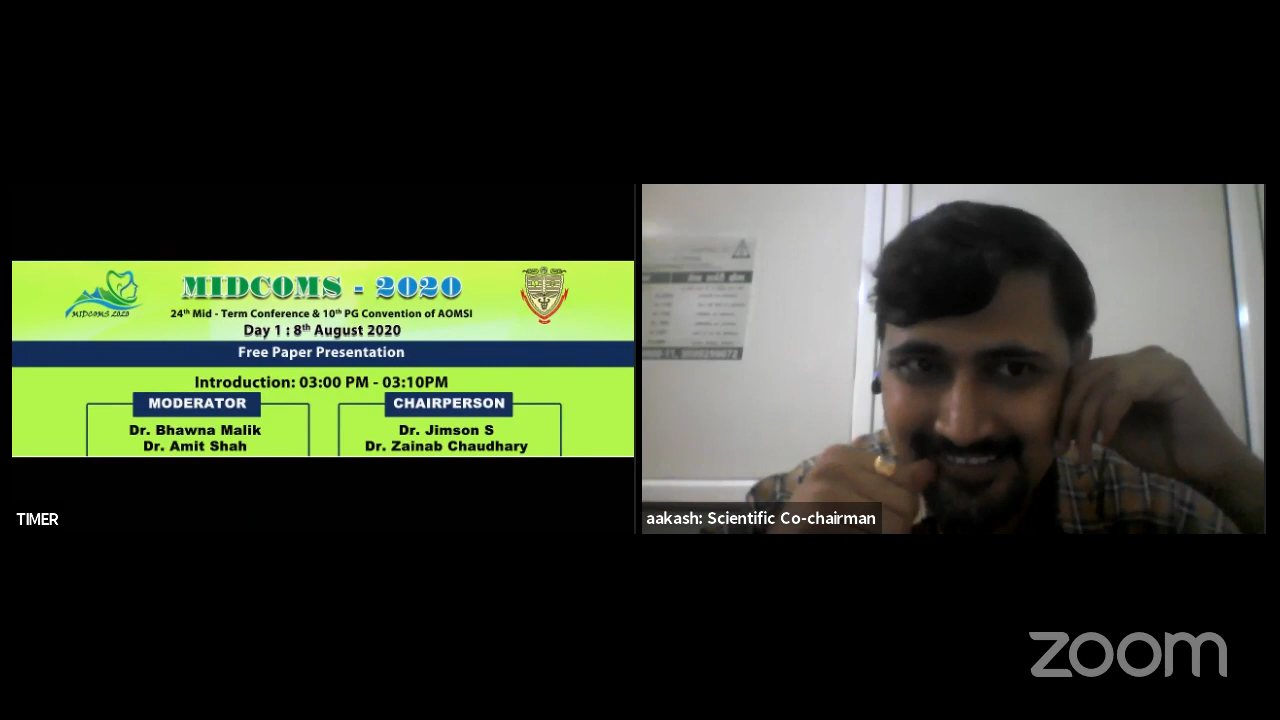 MIDCOMS - 2020
24th Mid - Term Conference & 10th PG Convention of AOMSI
Day 1 : 8th August 2020
MIDCOMS 2020
Free Paper Presentation
Introduction: 03:00 PM - 03:10PM
MODERATOR
Dr. Bhawna Malik
Dr. Amit Shah
CHAIRPERSON
Dr. Jimson S
Dr. Zainab Chaudhary
TIMER
aakash: Scientific Co-chairman
zoom